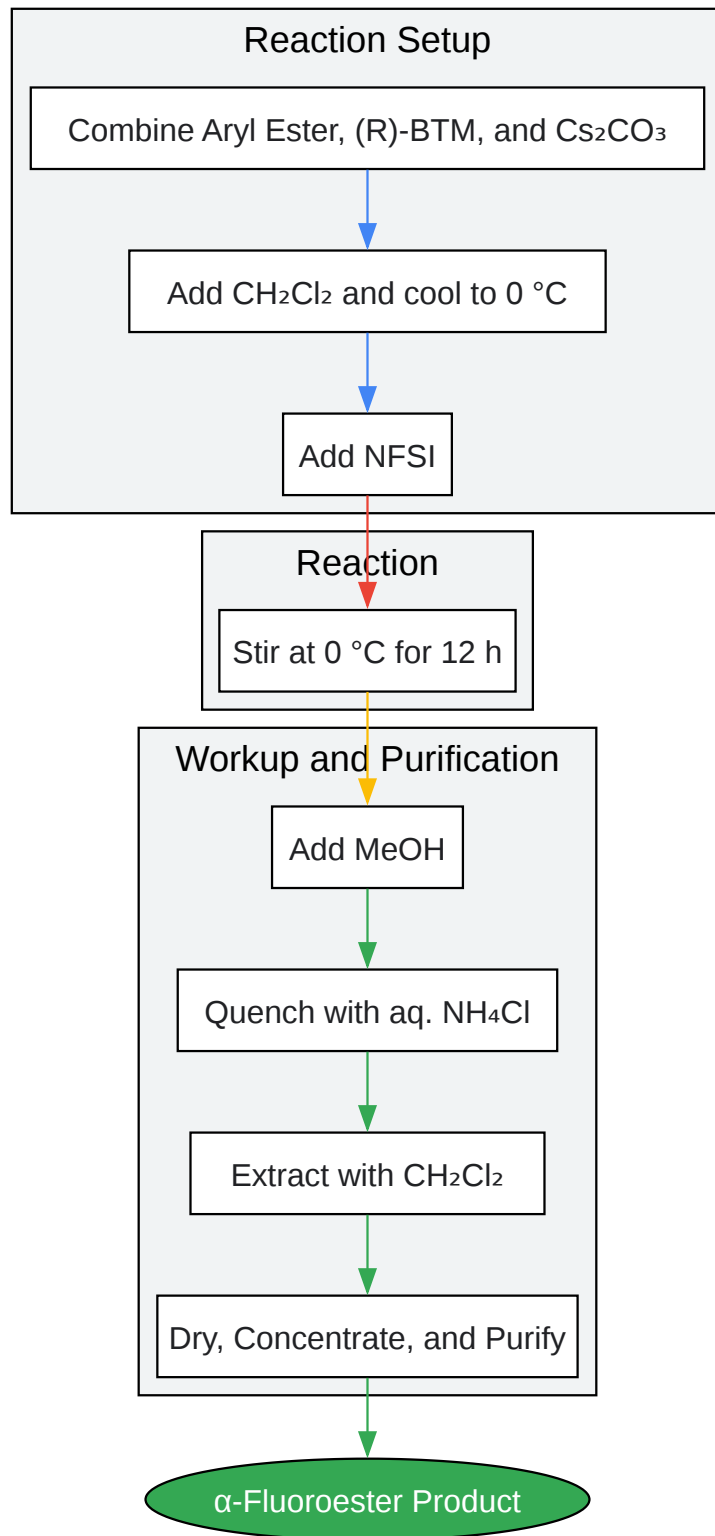 Reaction Setup
Combine Aryl Ester, (R)-BTM, and Cs₂CO₃
Add CH₂Cl₂ and cool to 0 °C
Add NFSI
Reaction
Stir at 0 °C for 12 h
Workup and Purification
Add MeOH
Quench with aq. NH₄Cl
Extract with CH₂Cl₂
Dry, Concentrate, and Purify
α-Fluoroester Product